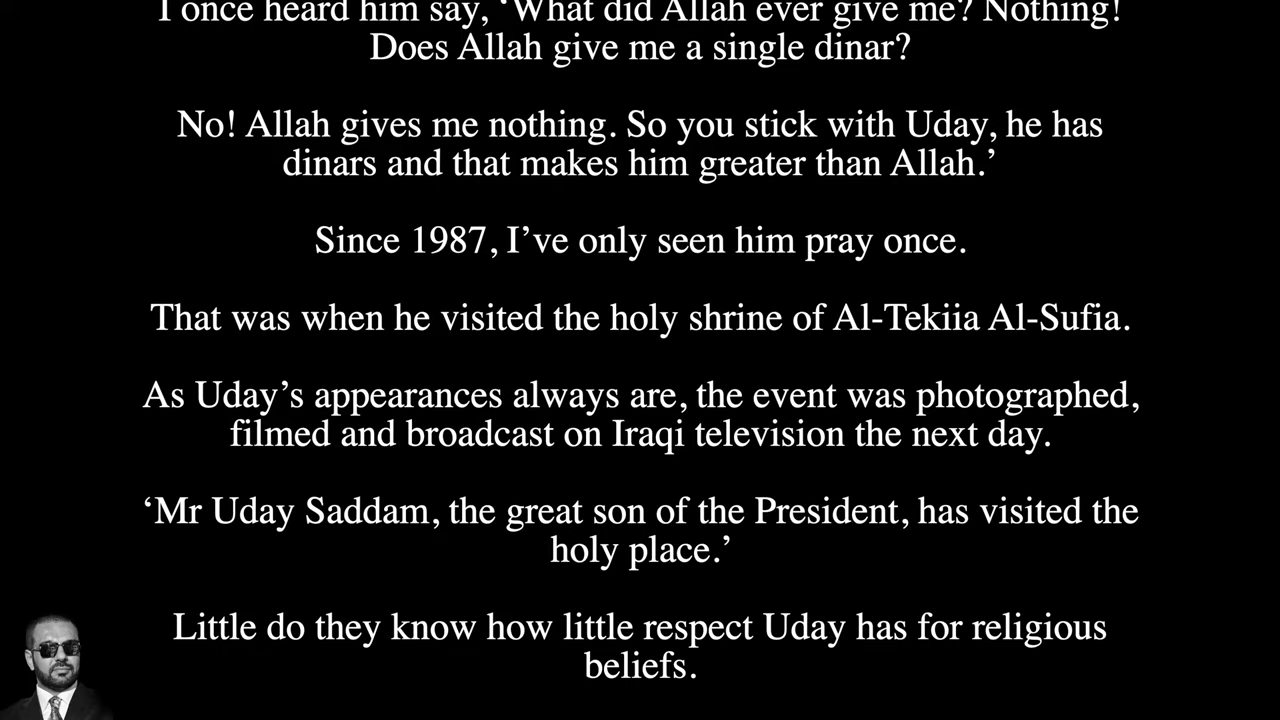 I once heard him say, ‘What did Allah ever give me? Nothing!
Does Allah give me a single dinar?
No! Allah gives me nothing. So you stick with Uday, he has
dinars and that makes him greater than Allah.’
Since 1987, I’ve only seen him pray once.
That was when he visited the holy shrine of Al-Tekiia Al-Sufia.
As Uday’s appearances always are, the event was photographed,
filmed and broadcast on Iraqi television the next day.
‘Mr Uday Saddam, the great son of the President, has visited the
holy place.’
Little do they know how little respect Uday has for religious
beliefs.